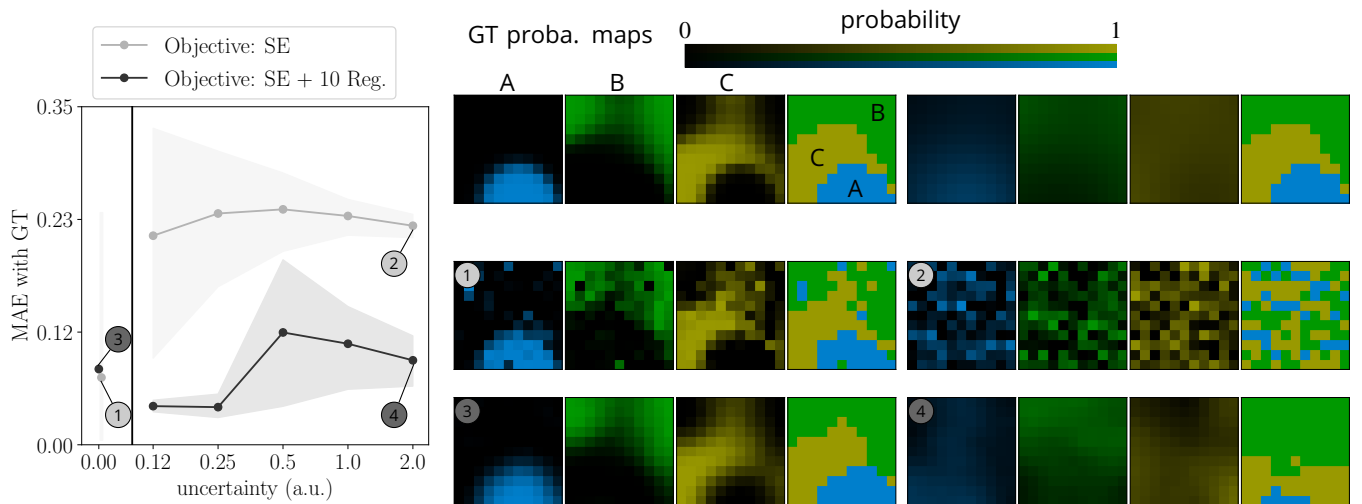 Objective: SE
Objective: SE + 10 Reg.
0.35
0.23
0.12
0.00
MAE with GT
0.00 0.12 0.25 0.5 1.0 2.0
uncertainty (a.u.)
3
1
2
4
GT proba. maps
probability
0 1
A B C
B
C
A
1
2
3
4